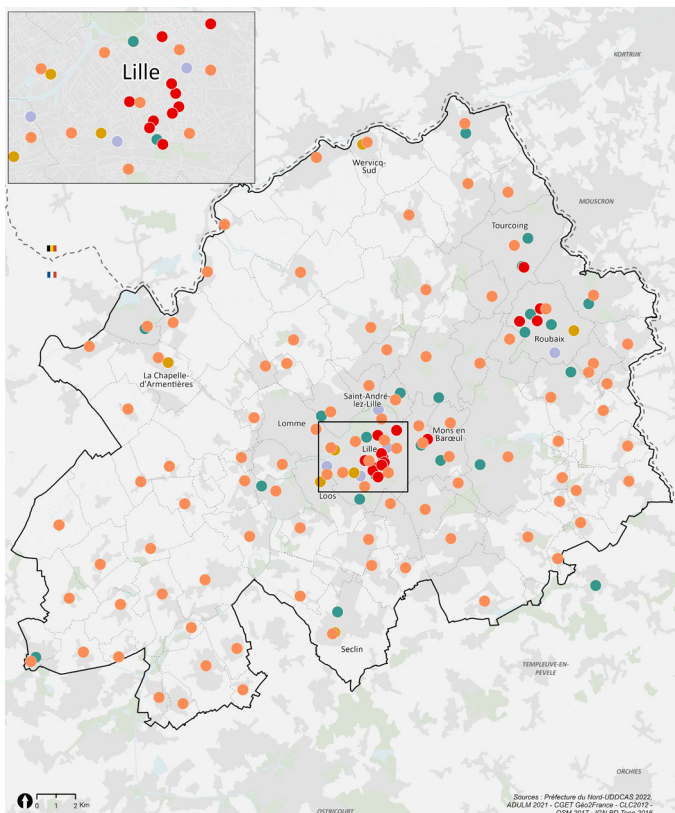 Lille
KORTRIJK
Wervicq-
Sud
MOUSCRON
Tourcoing
Roubaix
La Chapelle-
d'Armentières
Saint-André-
lez-Lille
Lomme
Mons en
Barœul
Lille
Loos
Seclin
TEMPLEUVE-EN-
PEVELE
ORCHIES
0 1 2 Km
OSTRICOURT
Sources : Préfecture du Nord-UDDCAS 2022,
ADULM 2021 - CGET Géo2France - CLC2012 -
OSM 2017 - IGN BD Topo 2018